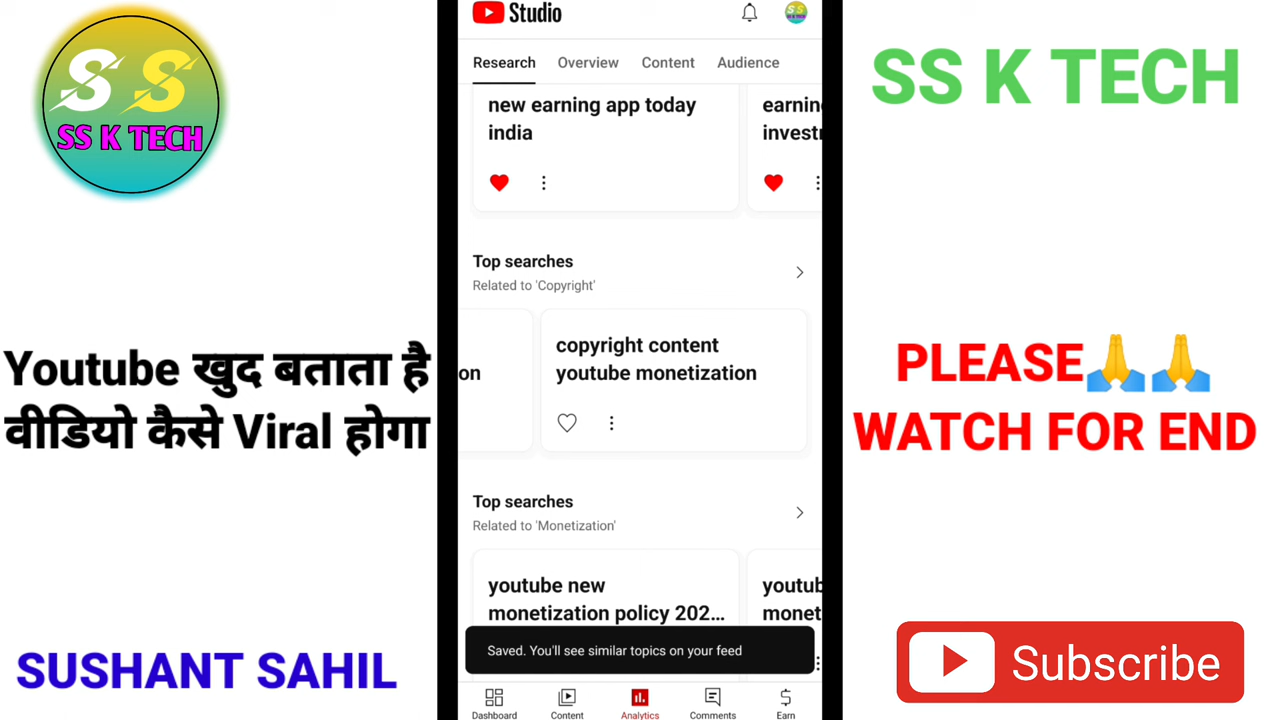 SS
SS K TECH
Youtube खुद बताता है
वीडियो कैसे Viral होगा
SUSHANT SAHIL
Studio
Research Overview Content Audience
new earning app today
india
earnin
investr
Top searches
Related to 'Copyright'
on
copyright content
youtube monetization
Top searches
Related to 'Monetization'
youtube new
monetization policy 202...
youtub
monet
Saved. You'll see similar topics on your feed
Dashboard Content Analytics Comments Earn
SS K TECH
PLEASE🙏🙏
WATCH FOR END
Subscribe